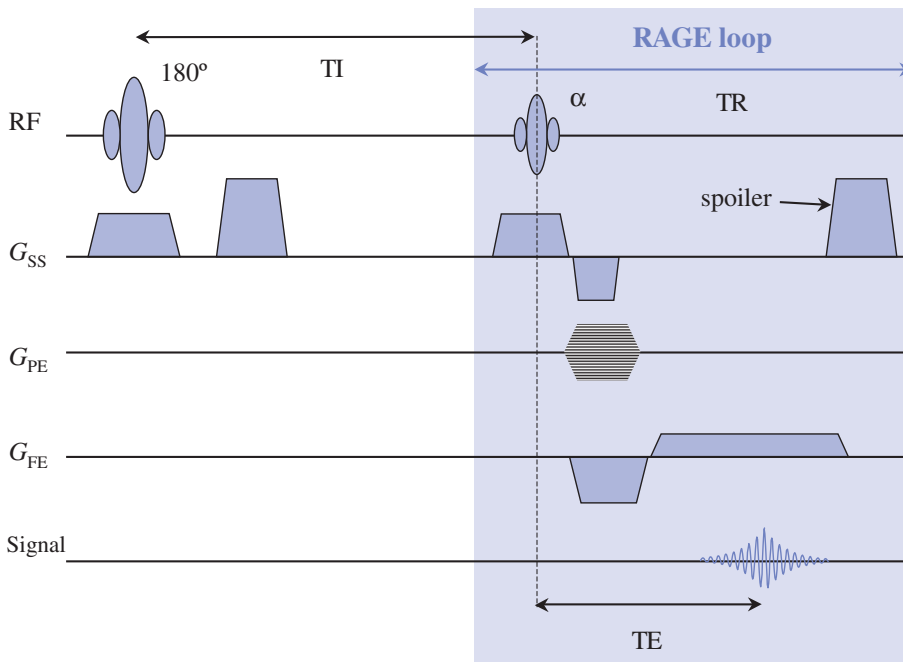 RAGE loop
TI
180º
α
TR
RF
spoiler
G_SS
G_PE
G_FE
Signal
TE